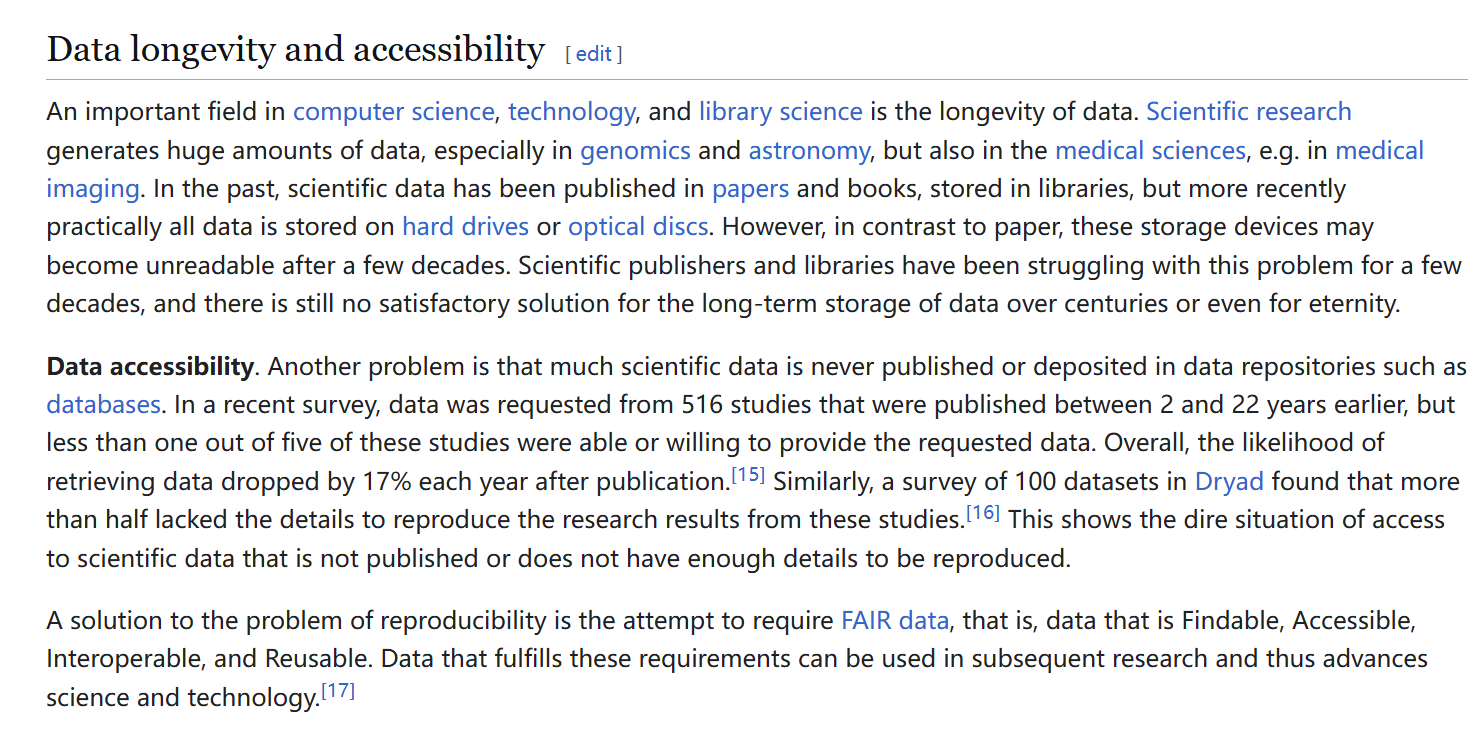 Data longevity and accessibility [ edit ]
An important field in computer science, technology, and library science is the longevity of data. Scientific research
generates huge amounts of data, especially in genomics and astronomy, but also in the medical sciences, e.g. in medical
imaging. In the past, scientific data has been published in papers and books, stored in libraries, but more recently
practically all data is stored on hard drives or optical discs. However, in contrast to paper, these storage devices may
become unreadable after a few decades. Scientific publishers and libraries have been struggling with this problem for a few
decades, and there is still no satisfactory solution for the long-term storage of data over centuries or even for eternity.
Data accessibility. Another problem is that much scientific data is never published or deposited in data repositories such as
databases. In a recent survey, data was requested from 516 studies that were published between 2 and 22 years earlier, but
less than one out of five of these studies were able or willing to provide the requested data. Overall, the likelihood of
retrieving data dropped by 17% each year after publication.[15] Similarly, a survey of 100 datasets in Dryad found that more
than half lacked the details to reproduce the research results from these studies.[16] This shows the dire situation of access
to scientific data that is not published or does not have enough details to be reproduced.
A solution to the problem of reproducibility is the attempt to require FAIR data, that is, data that is Findable, Accessible,
Interoperable, and Reusable. Data that fulfills these requirements can be used in subsequent research and thus advances
science and technology.[17]